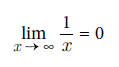 lim x→∞ 1/x = 0